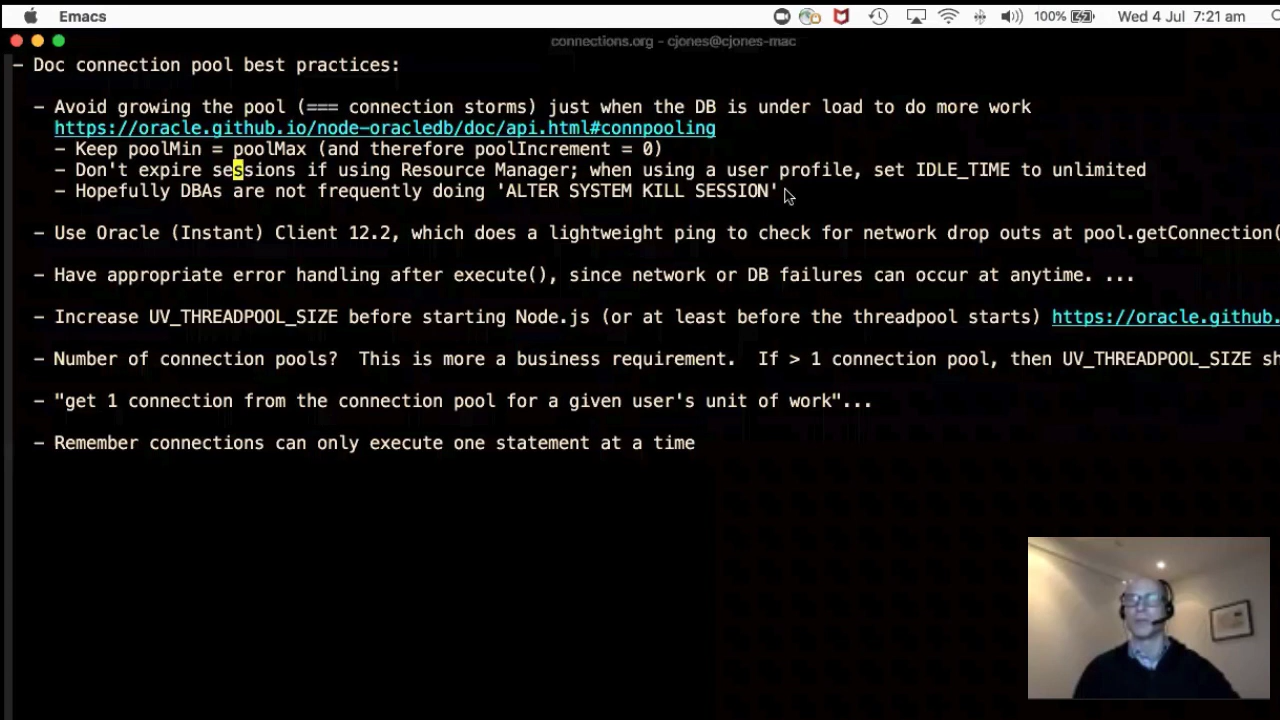 Emacs
100%
Wed 4 Jul 7:21 am
connections.org - cjones@cjones-mac
- Doc connection pool best practices:
- Avoid growing the pool (=== connection storms) just when the DB is under load to do more work
https://oracle.github.io/node-oracledb/doc/api.html#connpooling
- Keep poolMin = poolMax (and therefore poolIncrement = 0)
- Don't expire sessions if using Resource Manager; when using a user profile, set IDLE_TIME to unlimited
- Hopefully DBAs are not frequently doing 'ALTER SYSTEM KILL SESSION'
- Use Oracle (Instant) Client 12.2, which does a lightweight ping to check for network drop outs at pool.getConnection(
- Have appropriate error handling after execute(), since network or DB failures can occur at anytime. ...
- Increase UV_THREADPOOL_SIZE before starting Node.js (or at least before the threadpool starts) https://oracle.github.
- Number of connection pools?  This is more a business requirement.  If > 1 connection pool, then UV_THREADPOOL_SIZE sh
- "get 1 connection from the connection pool for a given user's unit of work"...
- Remember connections can only execute one statement at a time